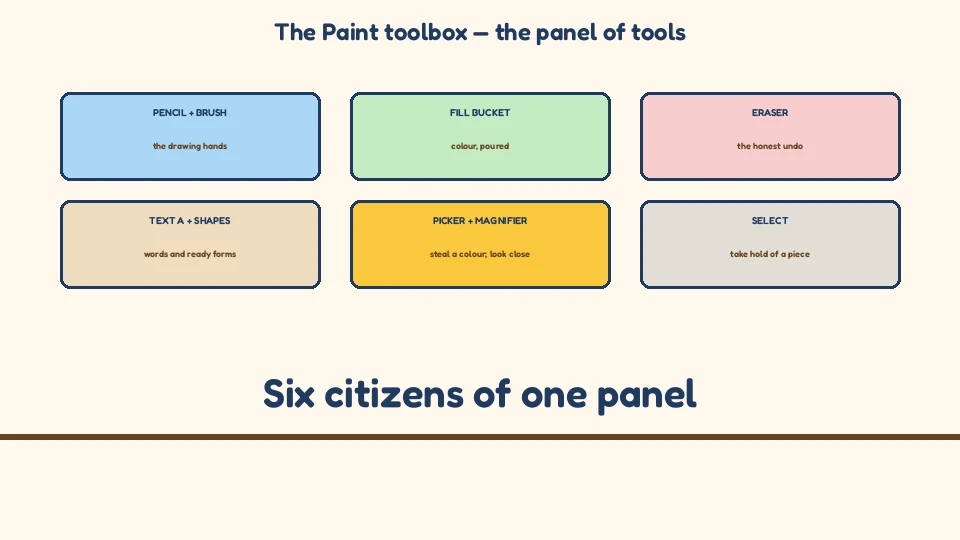 The Paint toolbox — the panel of tools
PENCIL + BRUSH
the drawing hands
FILL BUCKET
colour, poured
ERASER
the honest undo
TEXT A + SHAPES
words and ready forms
PICKER + MAGNIFIER
steal a colour; look close
SELECT
take hold of a piece
Six citizens of one panel